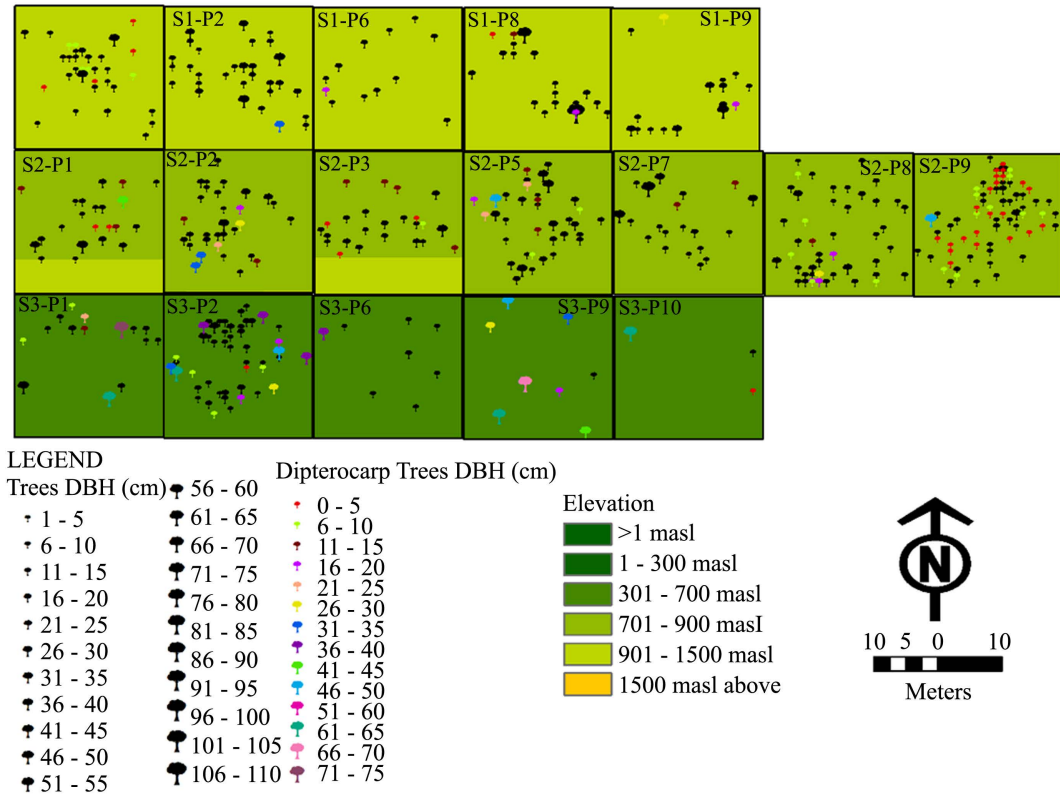 S1-P2
S1-P6
S1-P8
S1-P9
S2-P1
S2-P2
S2-P3
S2-P5
S2-P7
S2-P8
S2-P9
S3-P1
S3-P2
S3-P6
S3-P9
S3-P10
LEGEND
Trees DBH (cm)
1 - 5
6 - 10
11 - 15
16 - 20
21 - 25
26 - 30
31 - 35
36 - 40
41 - 45
46 - 50
51 - 55
56 - 60
61 - 65
66 - 70
71 - 75
76 - 80
81 - 85
86 - 90
91 - 95
96 - 100
101 - 105
106 - 110
Dipterocarp Trees DBH (cm)
0 - 5
6 - 10
11 - 15
16 - 20
21 - 25
26 - 30
31 - 35
36 - 40
41 - 45
46 - 50
51 - 60
61 - 65
66 - 70
71 - 75
Elevation
>1 masl
1 - 300 masl
301 - 700 masl
701 - 900 masI
901 - 1500 masl
1500 masl above
N
10 5 0 10
Meters